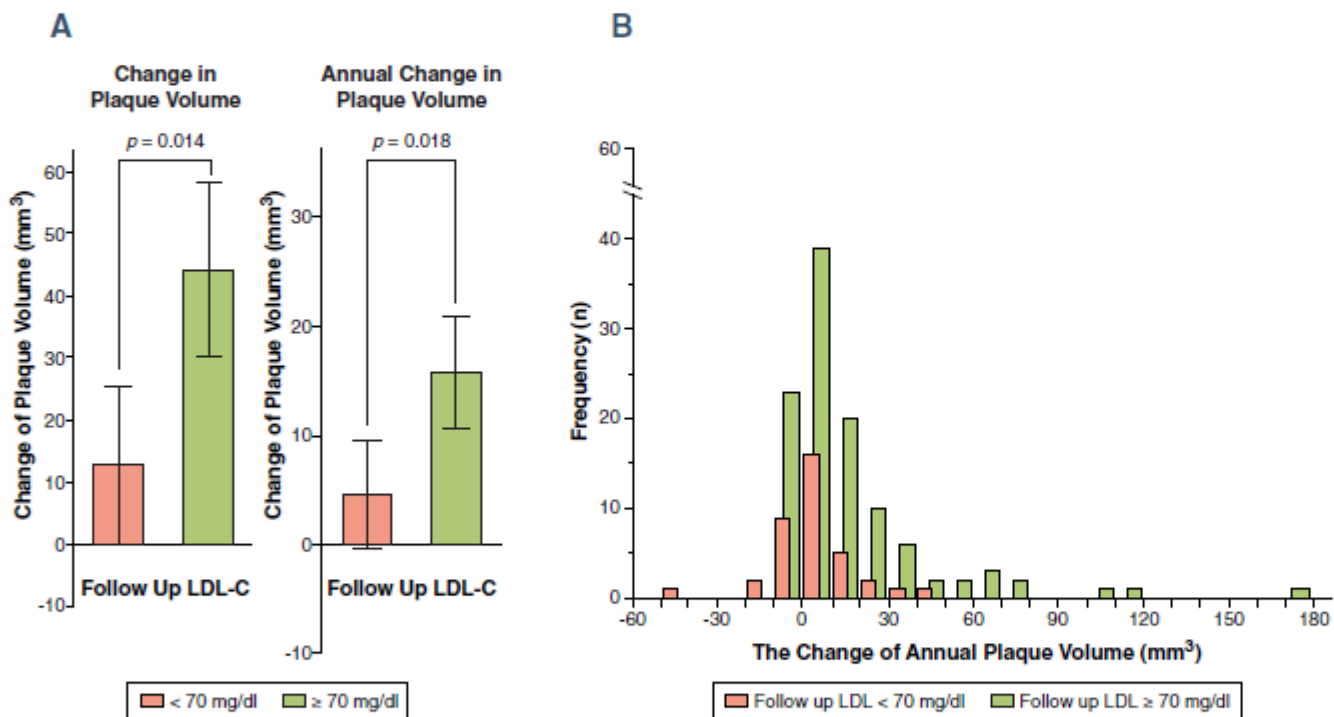 A
B
Change in
Plaque Volume
p = 0.014
Change of Plaque Volume (mm³)
60
50
40
30
20
10
0
-10
Follow Up LDL-C
Annual Change in
Plaque Volume
p = 0.018
Change of Plaque Volume (mm³)
30
20
10
0
-10
Follow Up LDL-C
< 70 mg/dl
≥ 70 mg/dl
Frequency (n)
60
40
30
20
10
0
-60 -30 0 30 60 90 120 150 180
The Change of Annual Plaque Volume (mm³)
Follow up LDL < 70 mg/dl
Follow up LDL ≥ 70 mg/dl